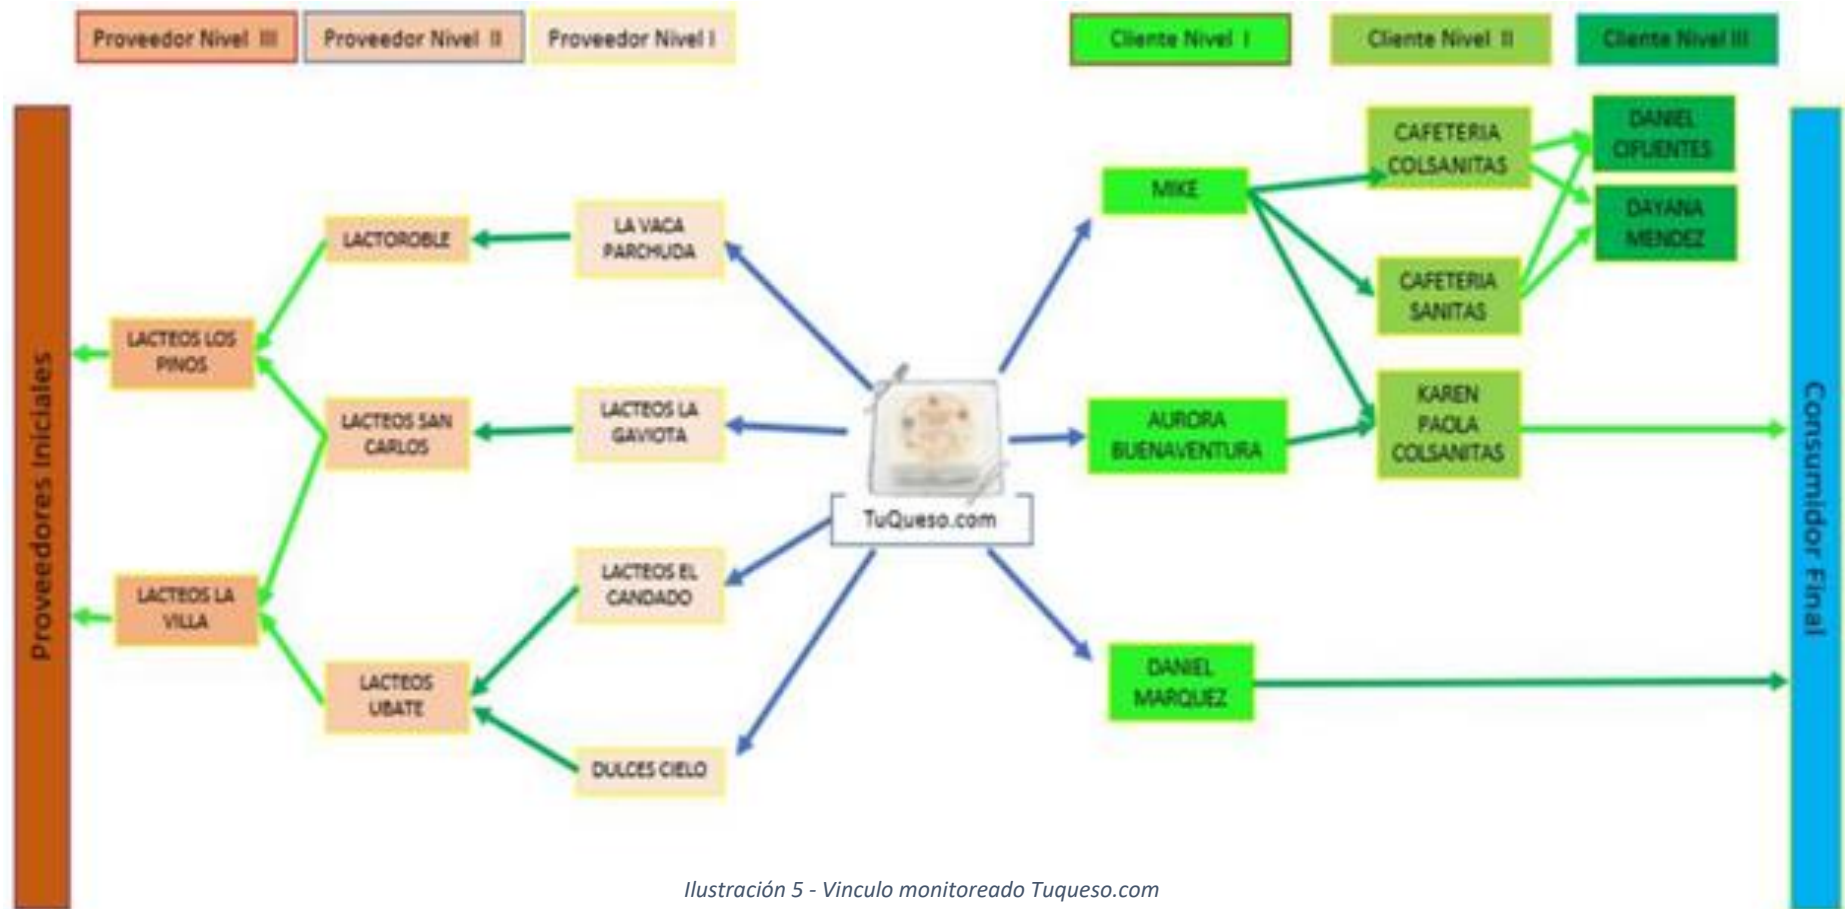 Proveedor Nivel III
Proveedor Nivel II
Proveedor Nivel I
Cliente Nivel I
Cliente Nivel II
Cliente Nivel III
Proveedores Iniciales
LACTEOS LOS
PINOS
LACTEOS LA
VILLA
LACTOROBLE
LACTEOS SAN
CARLOS
LACTEOS
UBATE
LA VACA
PARCHUDA
LACTEOS LA
GAVIOTA
LACTEOS EL
CANDADO
DULCES CIELO
TuQueso.com
MIKE
AURORA
BUENAVENTURA
DANIEL
MARQUEZ
CAFETERIA
COLSANITAS
CAFETERIA
SANITAS
KAREN
PAOLA
COLSANITAS
DANIEL
CIFUENTES
DAYANA
MENDEZ
Consumidor Final
Ilustración 5 - Vinculo monitoreado Tuqueso.com